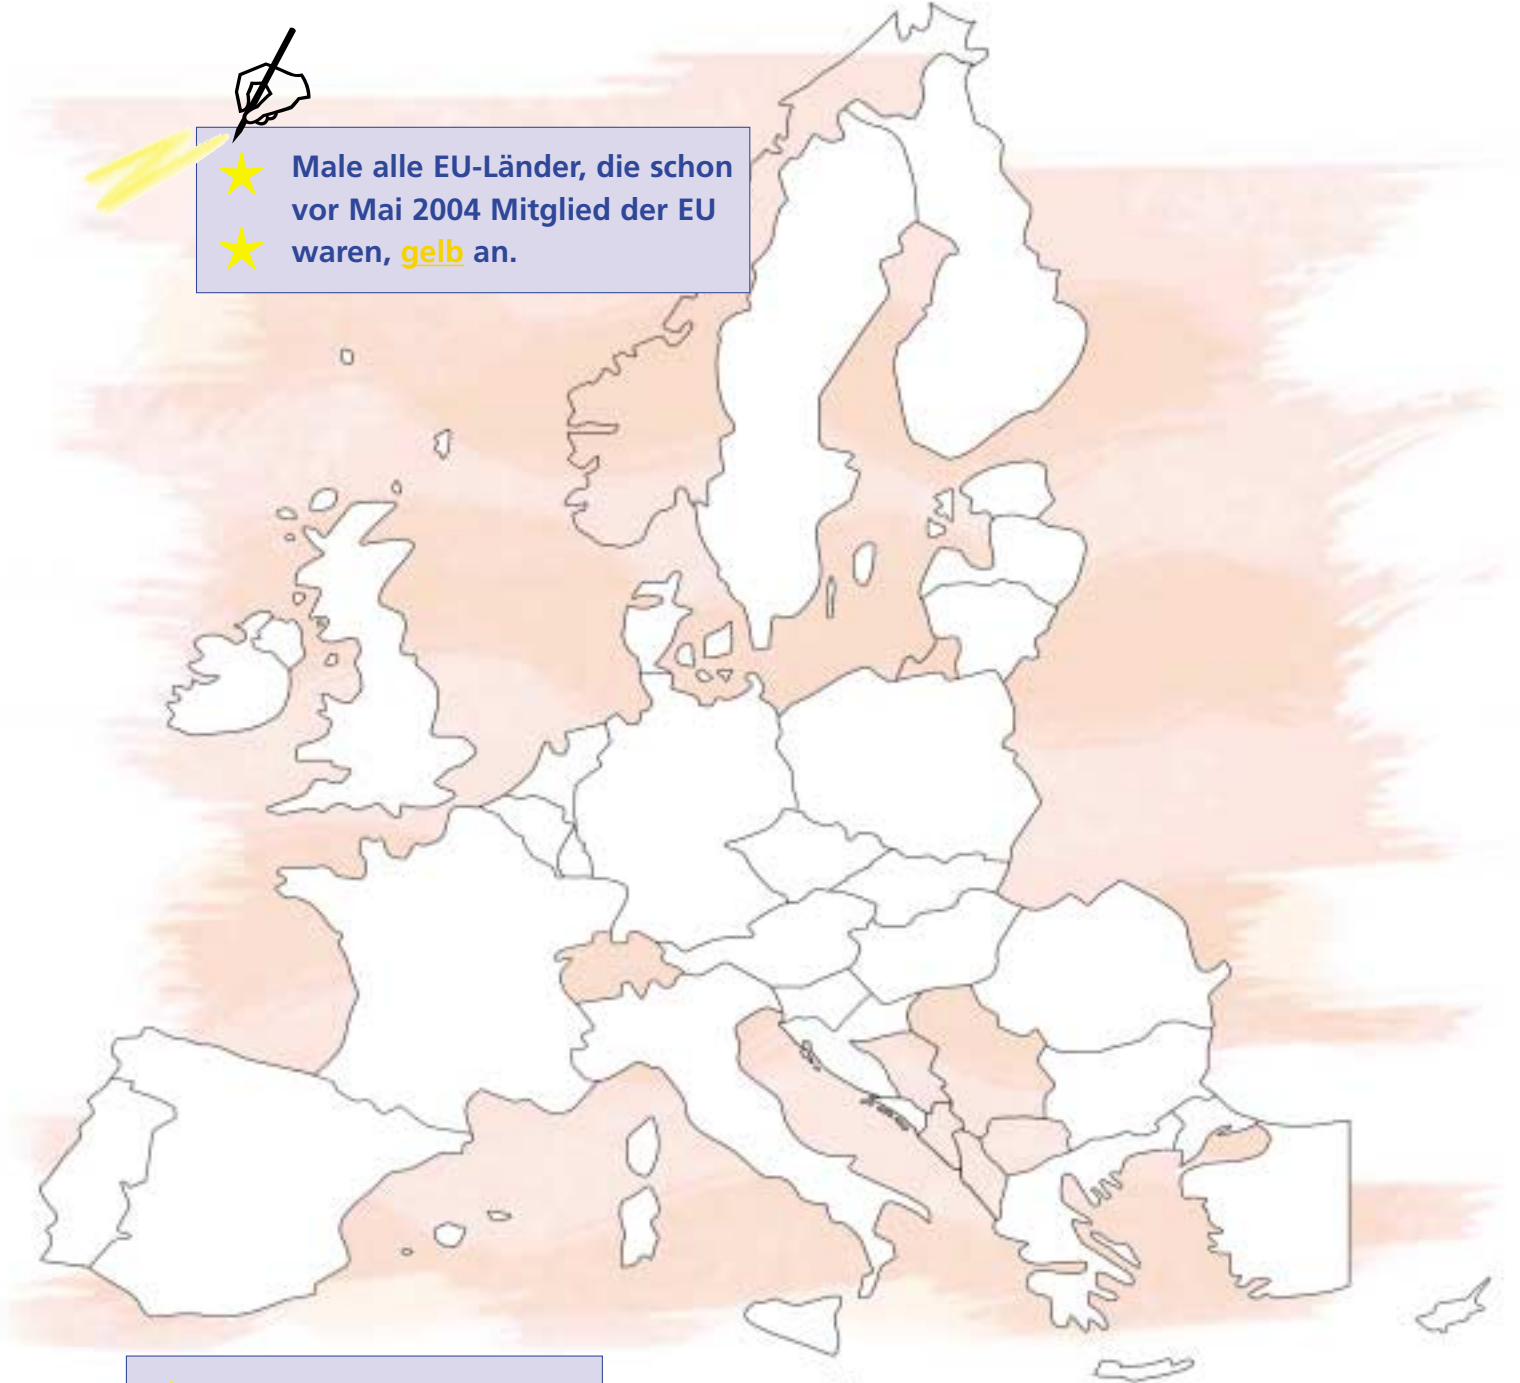 Male alle EU-Länder, die schon
vor Mai 2004 Mitglied der EU
waren, gelb an.